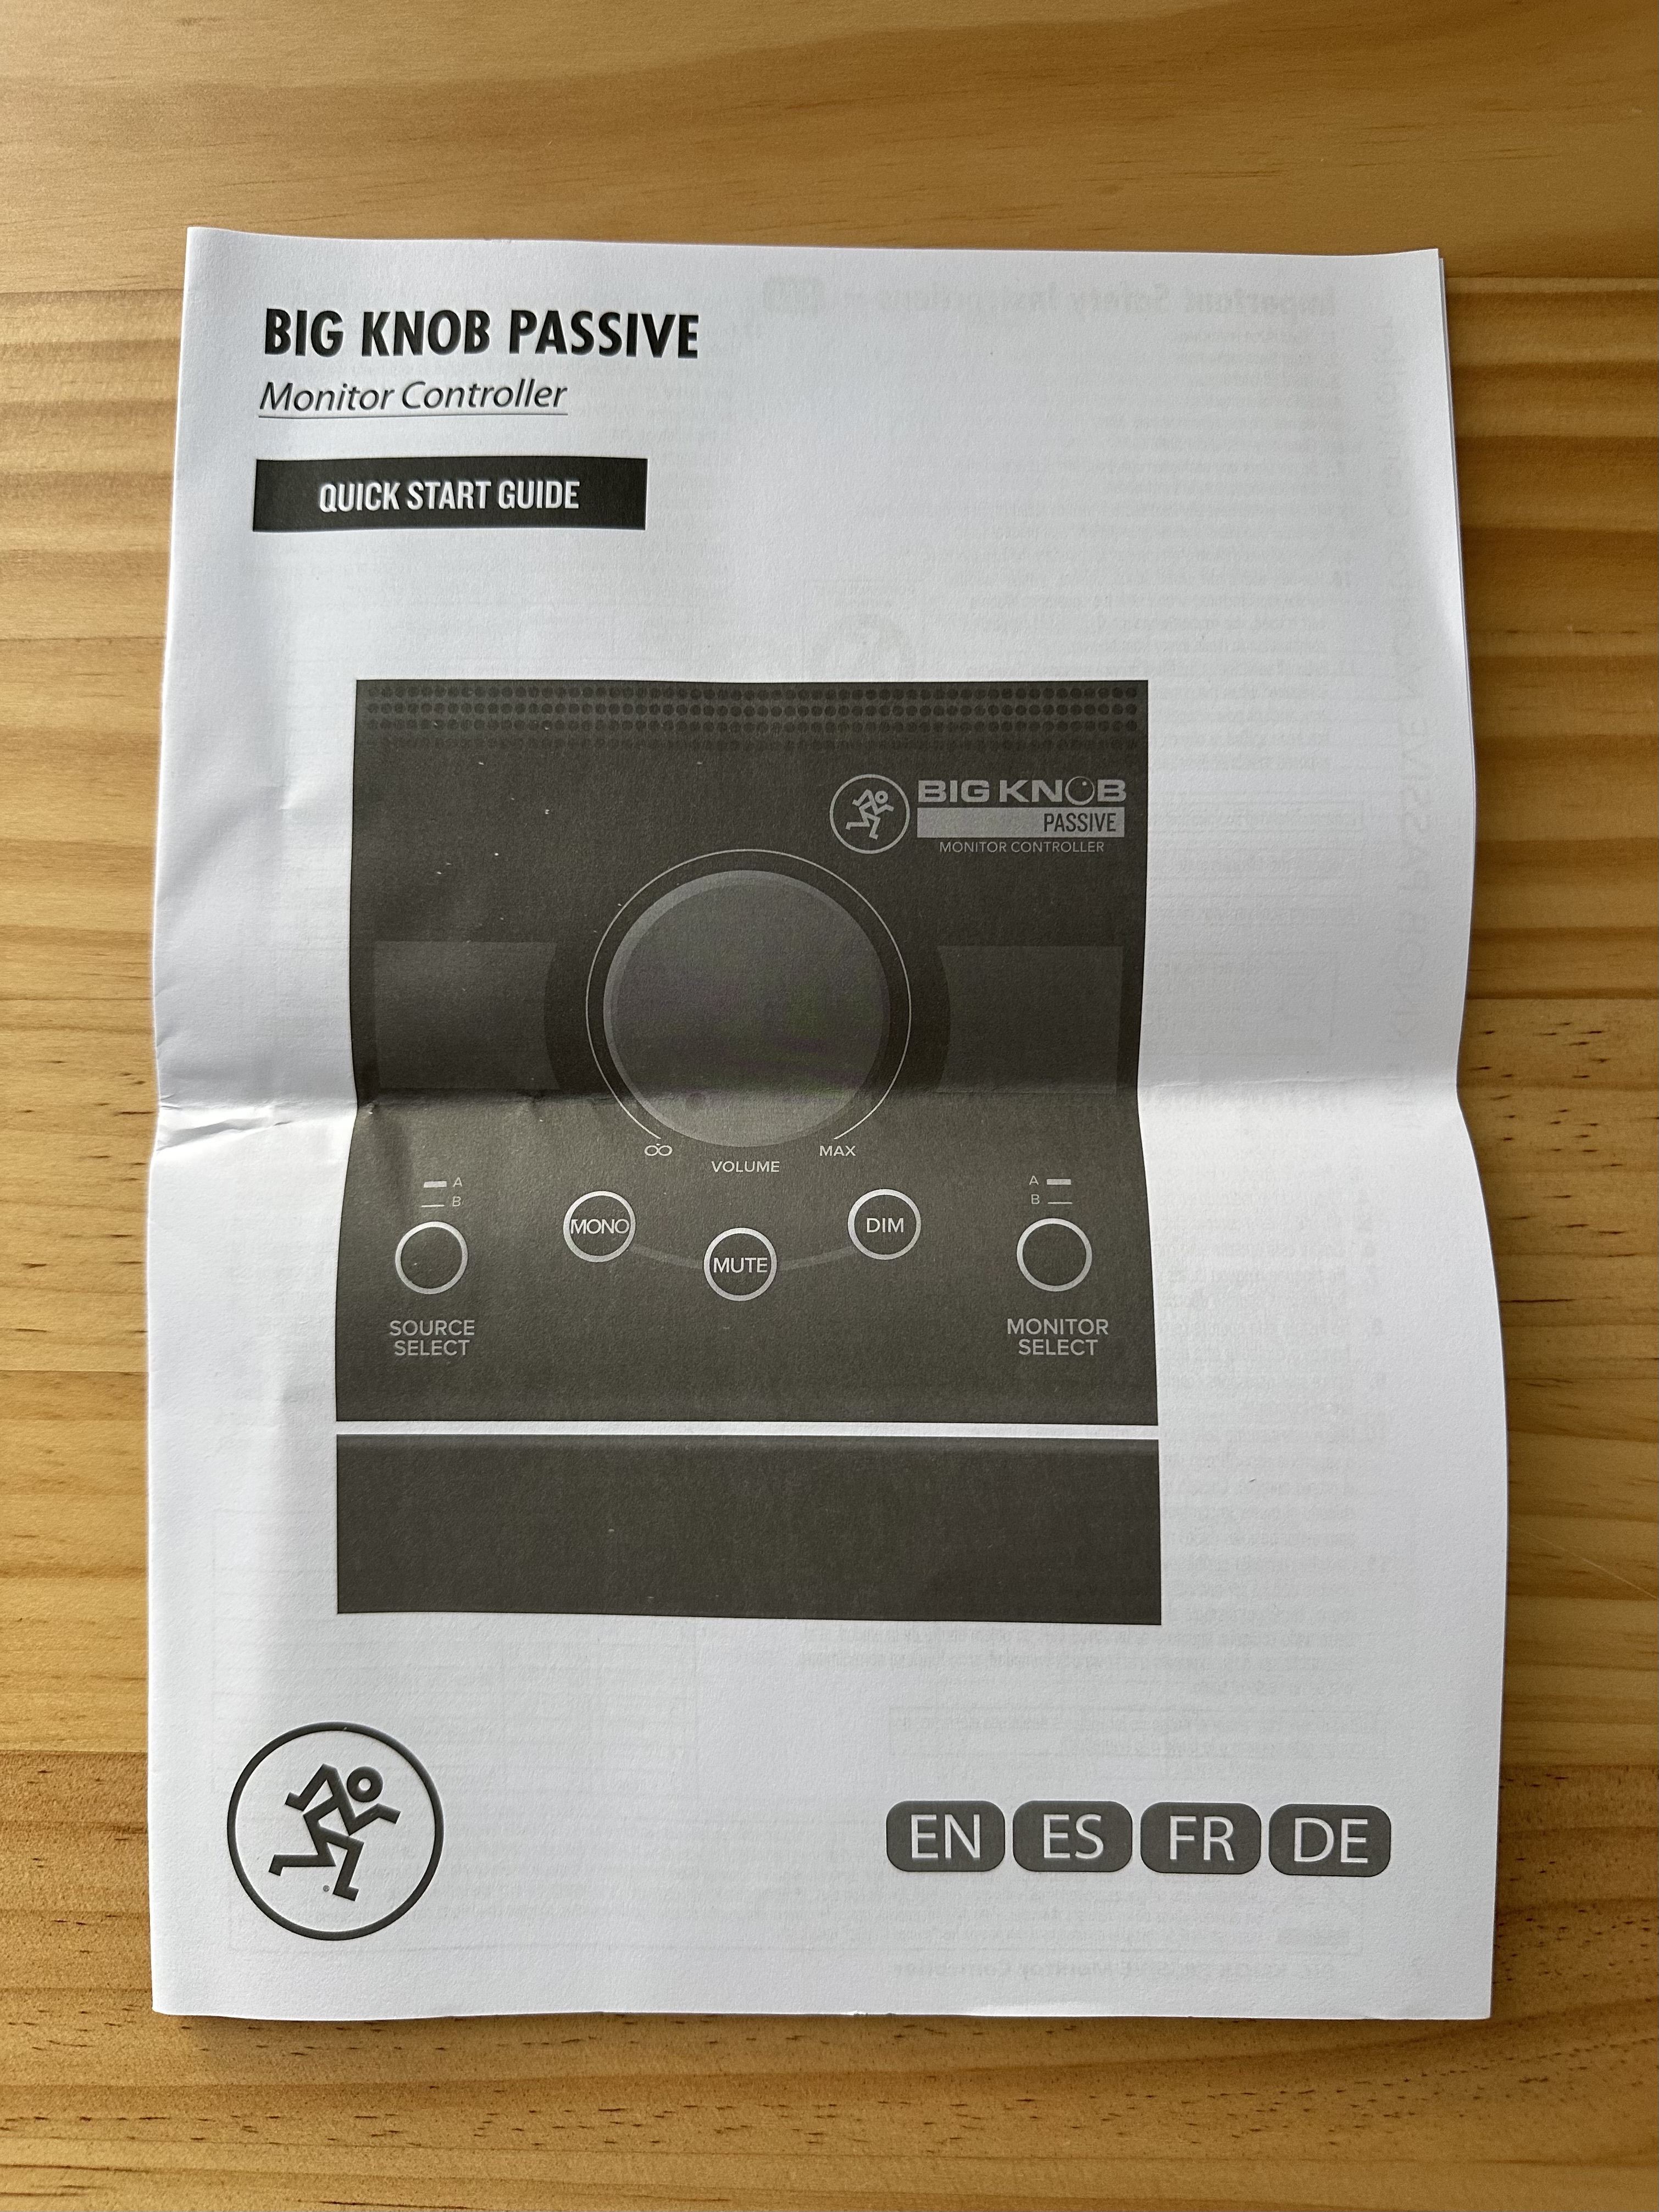 BIG KNOB PASSIVE
Monitor Controller
QUICK START GUIDE
BIG KNOB
PASSIVE
MONITOR CONTROLLER
∞
MAX
VOLUME
A
B
A
B
MONO
MUTE
DIM
SOURCE
SELECT
MONITOR
SELECT
®
EN ES FR DE